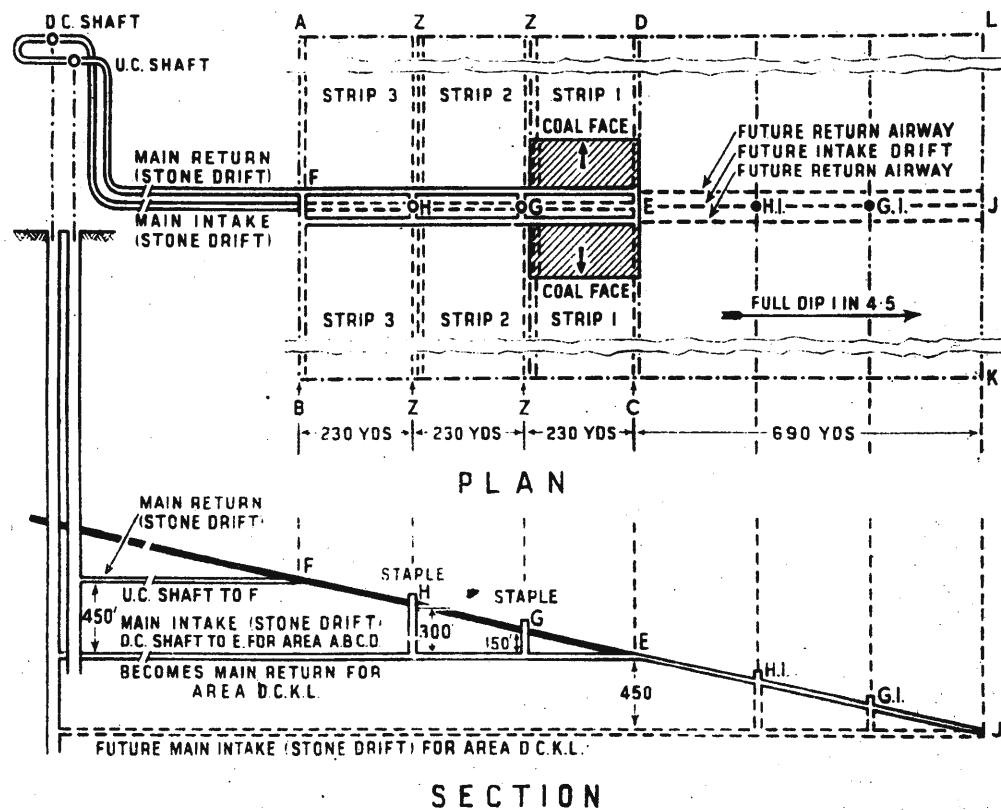 D.C. SHAFT
A
Z
Z
D
L
U.C. SHAFT
STRIP 3
STRIP 2
STRIP 1
COAL FACE
FUTURE RETURN AIRWAY
FUTURE INTAKE DRIFT
FUTURE RETURN AIRWAY
MAIN RETURN
(STONE DRIFT)
F
H
G
E
H.I.
G.I.
J
MAIN INTAKE
(STONE DRIFT)
COAL FACE
FULL DIP 1 IN 4·5
STRIP 3
STRIP 2
STRIP 1
K
B
Z
Z
C
230 YDS
230 YDS
230 YDS
690 YDS
PLAN
MAIN RETURN
(STONE DRIFT)
F
STAPLE
H
STAPLE
G
U.C. SHAFT TO F
450'
MAIN INTAKE (STONE DRIFT)
D.C. SHAFT TO E. FOR AREA A.B.C.D.
300'
150'
E
BECOMES MAIN RETURN FOR
AREA D.C.K.L.
H.I.
450
G.I.
J
FUTURE MAIN INTAKE (STONE DRIFT) FOR AREA D.C.K.L.
SECTION